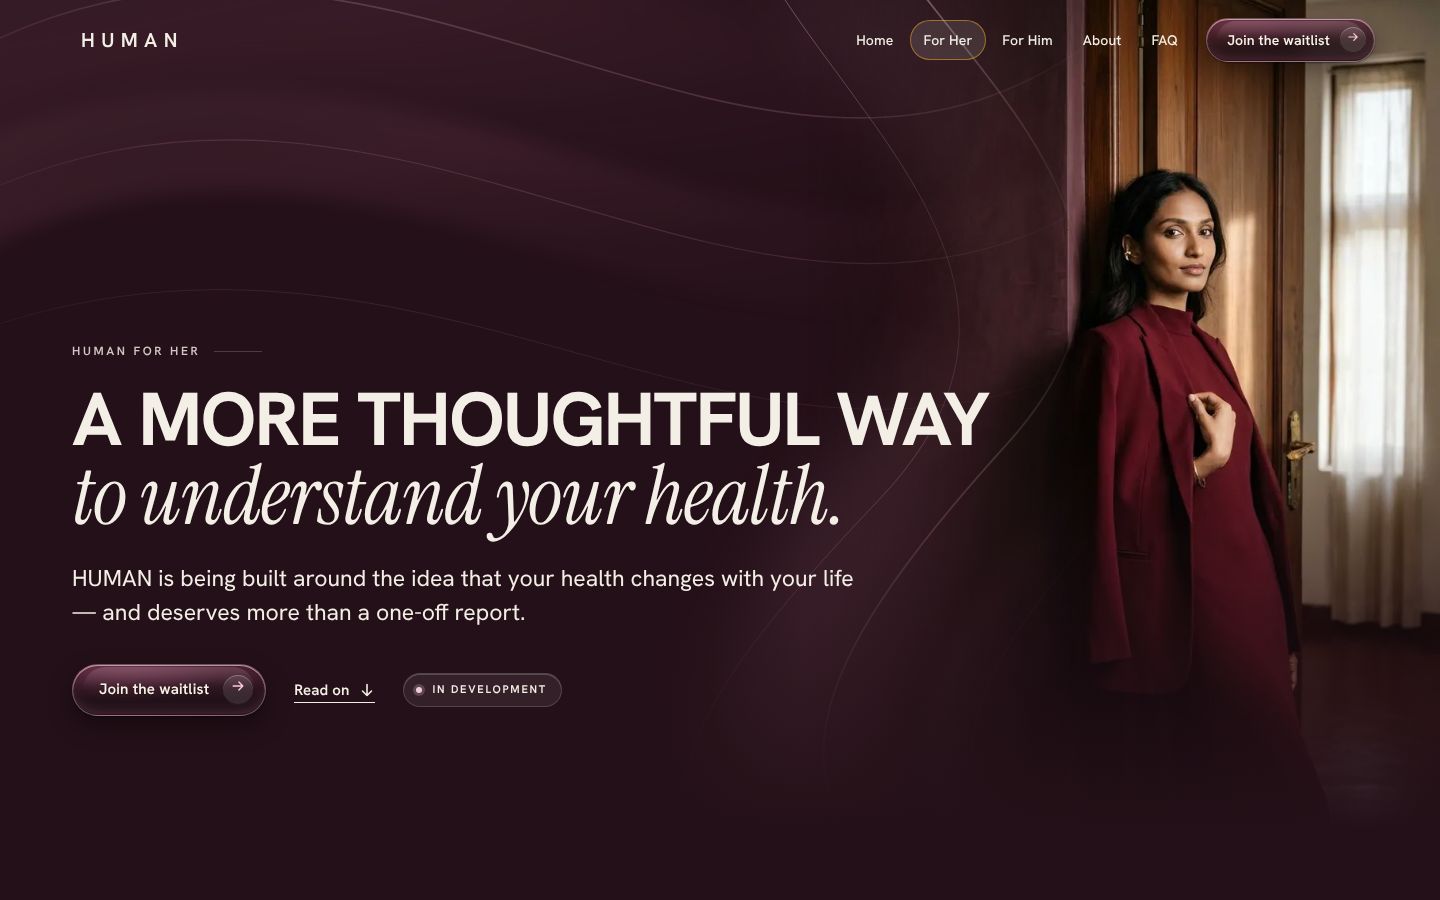 HUMAN
Home
For Her
For Him
About
FAQ
Join the waitlist
HUMAN FOR HER
A MORE THOUGHTFUL WAY
to understand your health.
HUMAN is being built around the idea that your health changes with your life
— and deserves more than a one-off report.
Join the waitlist
Read on
IN DEVELOPMENT